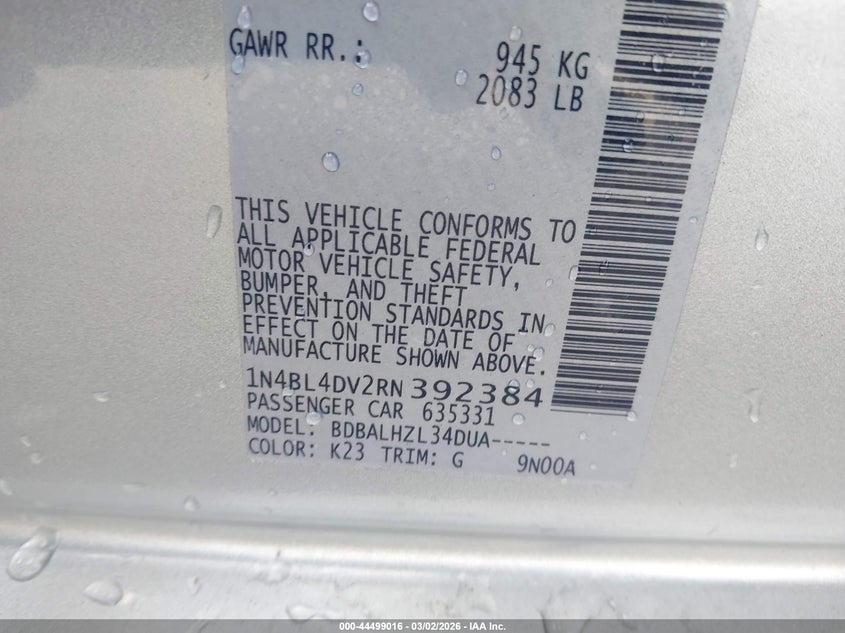 GAWR RR.: 945 KG
2083 LB
THIS VEHICLE CONFORMS TO
ALL APPLICABLE FEDERAL
MOTOR VEHICLE SAFETY,
BUMPER, AND THEFT
PREVENTION STANDARDS IN
EFFECT ON THE DATE OF
MANUFACTURE SHOWN ABOVE.
1N4BL4DV2RN392384
PASSENGER CAR 635331
MODEL: BDBALHZL34DUA-----
COLOR: K23 TRIM: G 9N00A
000-44499016 - 03/02/2026 - IAA Inc.